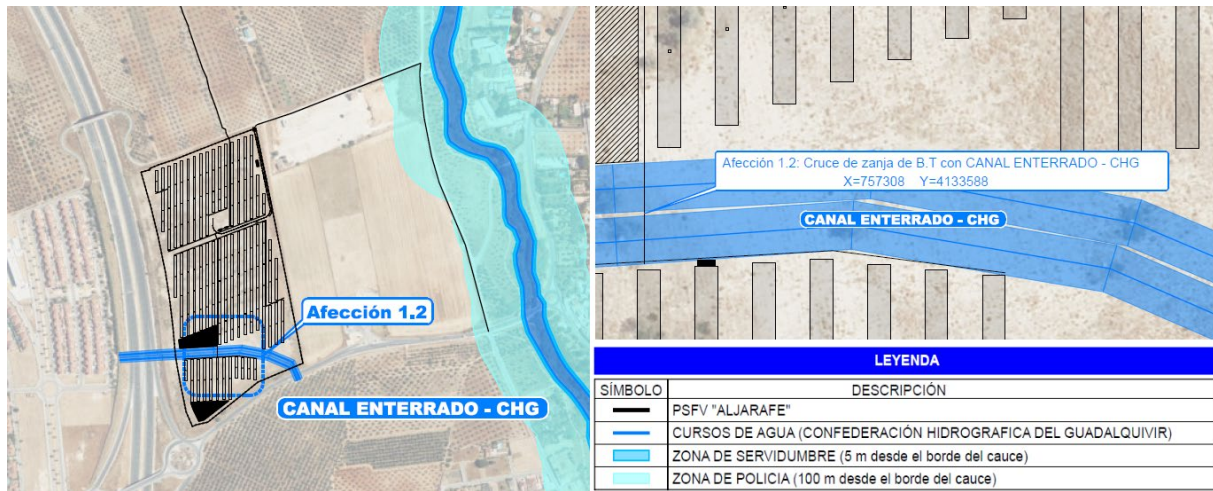 Afección 1.2
CANAL ENTERRADO - CHG
Afección 1.2: Cruce de zanja de B.T con CANAL ENTERRADO - CHG
X=757308 Y=4133588
CANAL ENTERRADO - CHG
LEYENDA
SÍMBOLO DESCRIPCIÓN
PSFV "ALJARAFE"
CURSOS DE AGUA (CONFEDERACIÓN HIDROGRAFICA DEL GUADALQUIVIR)
ZONA DE SERVIDUMBRE (5 m desde el borde del cauce)
ZONA DE POLICIA (100 m desde el borde del cauce)